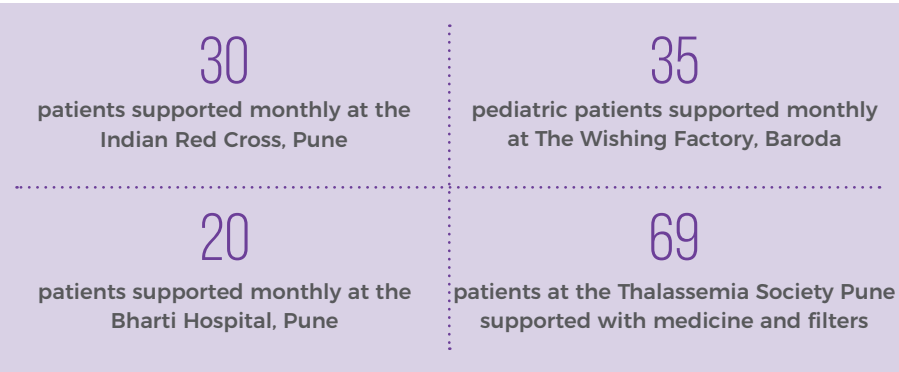 30
patients supported monthly at the
Indian Red Cross, Pune
35
pediatric patients supported monthly
at The Wishing Factory, Baroda
20
patients supported monthly at the
Bharti Hospital, Pune
69
patients at the Thalassemia Society Pune
supported with medicine and filters